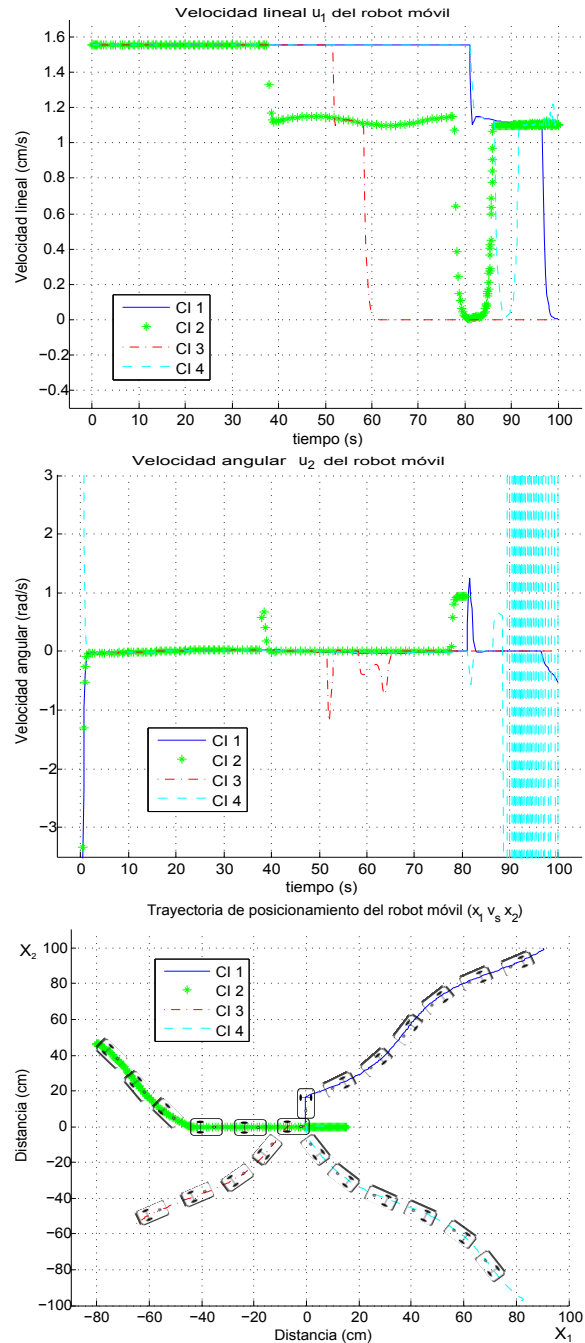 Velocidad lineal u₁ del robot móvil
1.6
1.4
1.2
1
0.8
0.6
0.4
0.2
0
−0.2
−0.4
Velocidad lineal (cm/s)
CI 1
CI 2
CI 3
CI 4
0 10 20 30 40 50 60 70 80 90 100
tiempo (s)
Velocidad angular u₂ del robot móvil
3
2
1
0
−1
−2
−3
Velocidad angular (rad/s)
CI 1
CI 2
CI 3
CI 4
0 10 20 30 40 50 60 70 80 90 100
tiempo (s)
Trayectoria de posicionamiento del robot móvil (x₁ vₛ x₂)
X₂
100
80
60
40
20
0
−20
−40
−60
−80
−100
Distancia (cm)
CI 1
CI 2
CI 3
CI 4
−80 −60 −40 −20 0 20 40 60 80 100
Distancia (cm)